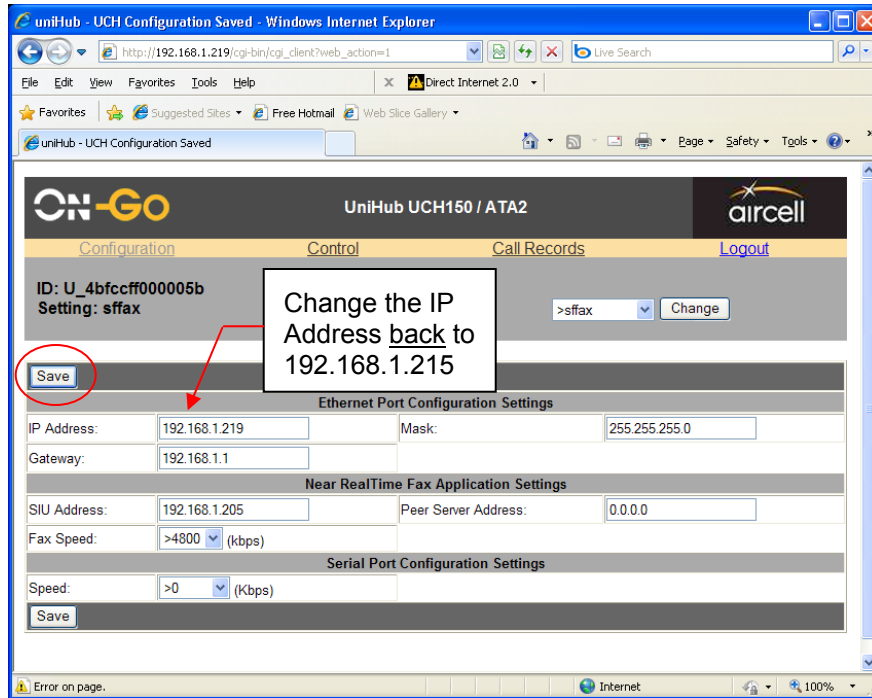 uniHub - UCH Configuration Saved - Windows Internet Explorer
http://192.168.1.219/cgi-bin/cgi_client?web_action=1
Live Search
File Edit View Favorites Tools Help
x Direct Internet 2.0
Favorites Suggested Sites Free Hotmail Web Slice Gallery
uniHub - UCH Configuration Saved
Page Safety Tools
ON-GO
UniHub UCH150 / ATA2
aircell
Configuration Control Call Records Logout
ID: U_4bfccff000005b
Setting: sffax
Change the IP
Address back to
192.168.1.215
>sffax Change
Save
Ethernet Port Configuration Settings
IP Address: 192.168.1.219 Mask: 255.255.255.0
Gateway: 192.168.1.1
Near RealTime Fax Application Settings
SIU Address: 192.168.1.205 Peer Server Address: 0.0.0.0
Fax Speed: >4800 (kbps)
Serial Port Configuration Settings
Speed: >0 (Kbps)
Save
Error on page. Internet 100%